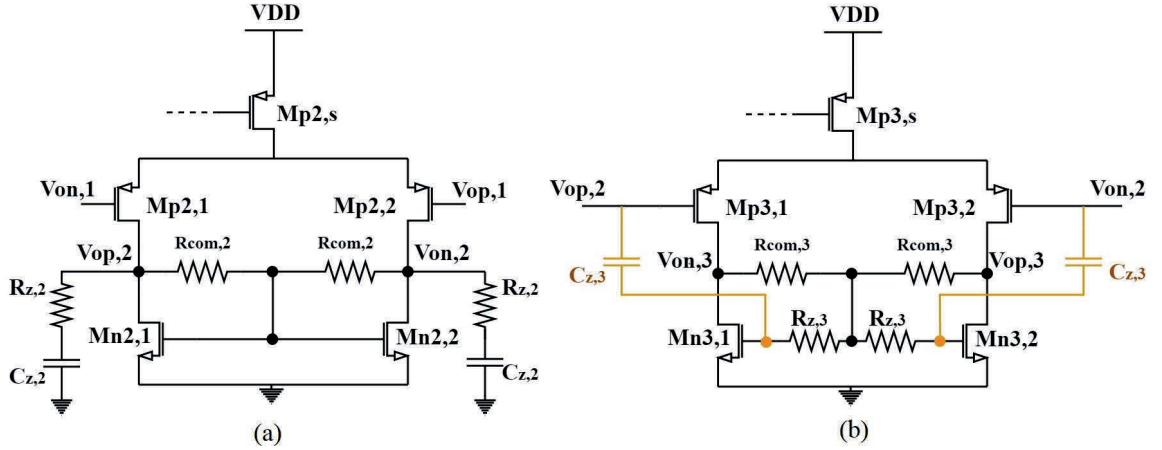 VDD
Mp2,s
Von,1
Mp2,1
Mp2,2
Vop,1
Vop,2
Rcom,2
Rcom,2
Von,2
Rz,2
Rz,2
Mn2,1
Mn2,2
Cz,2
Cz,2
(a)
VDD
Mp3,s
Vop,2
Mp3,1
Mp3,2
Von,2
Cz,3
Von,3
Rcom,3
Rcom,3
Vop,3
Cz,3
Mn3,1
Rz,3
Rz,3
Mn3,2
(b)